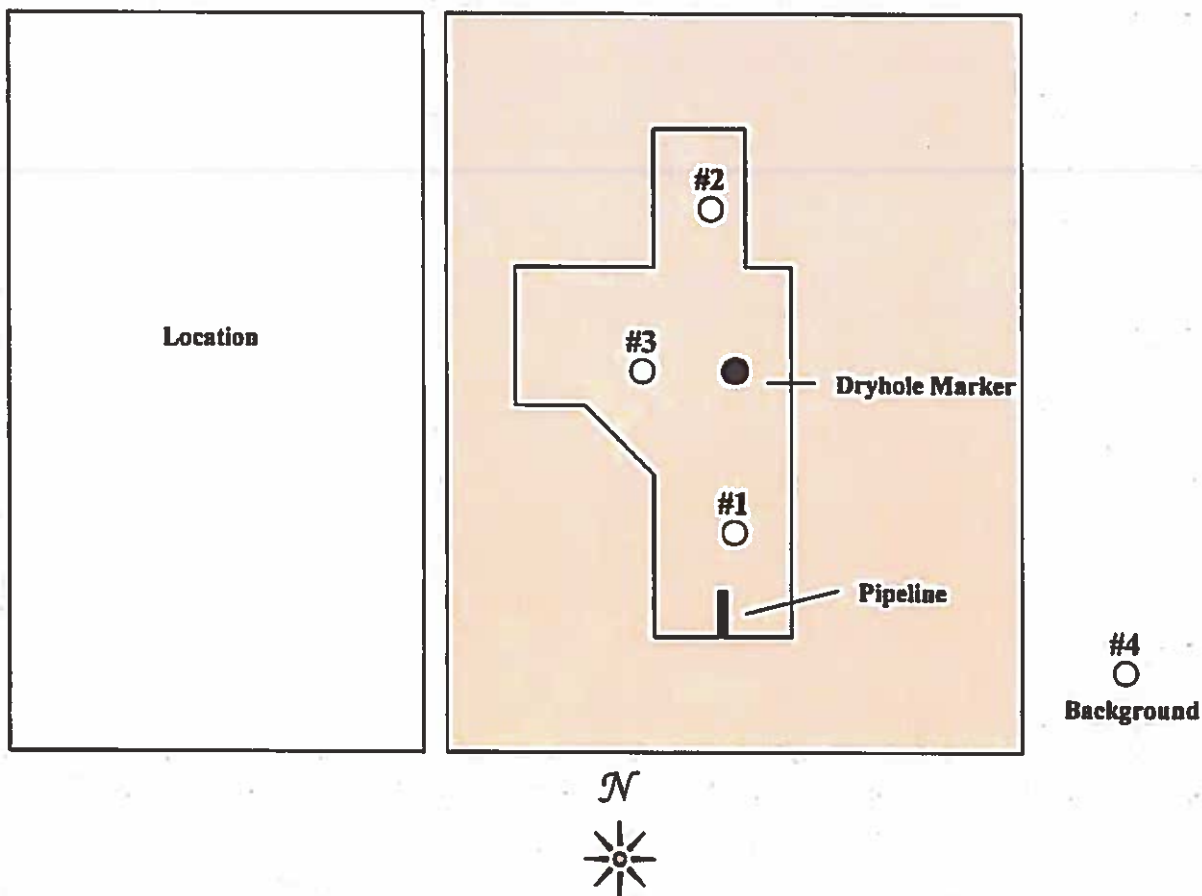 #2
Location
#3
Dryhole Marker
#1
Pipeline
#4
Background
N